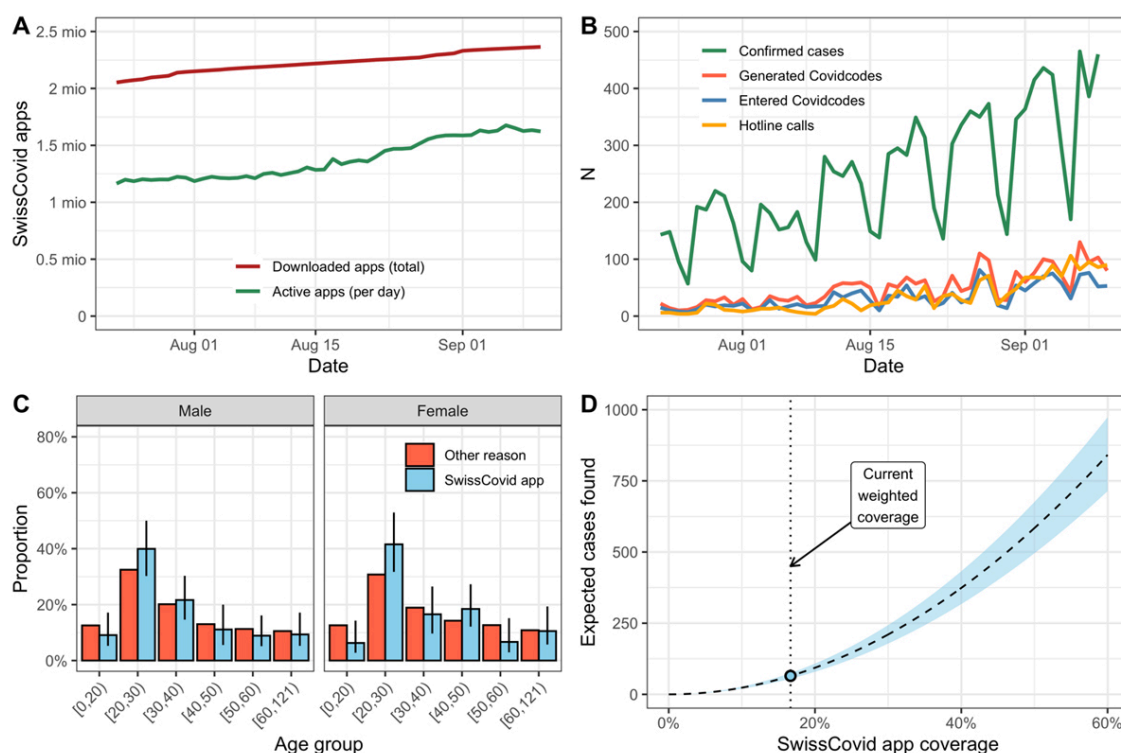 A
2.5 mio
2 mio
1.5 mio
1 mio
0.5 mio
0
SwissCovid apps
Downloaded apps (total)
Active apps (per day)
Aug 01
Aug 15
Sep 01
Date
B
500
400
300
200
100
0
N
Confirmed cases
Generated Covidcodes
Entered Covidcodes
Hotline calls
Aug 01
Aug 15
Sep 01
Date
C
Male
Female
80%
60%
40%
20%
0%
Proportion
Other reason
SwissCovid app
[0,20)
[20,30)
[30,40)
[40,50)
[50,60)
[60,121)
[0,20)
[20,30)
[30,40)
[40,50)
[50,60)
[60,121)
Age group
D
1000
750
500
250
0
Expected cases found
Current
weighted
coverage
0%
20%
40%
60%
SwissCovid app coverage